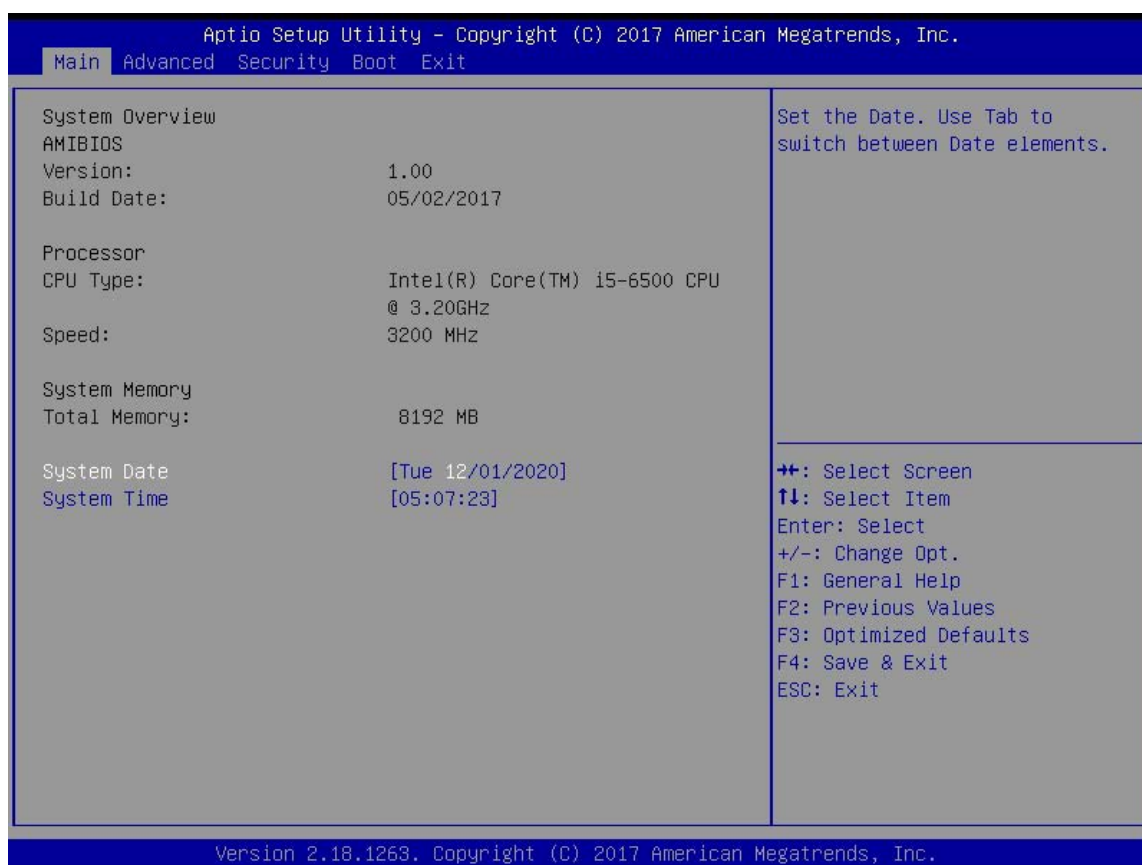 Aptio Setup Utility – Copyright (C) 2017 American Megatrends, Inc.
Main Advanced Security Boot Exit
System Overview
AMIBIOS
Version: 1.00
Build Date: 05/02/2017
Processor
CPU Type: Intel(R) Core(TM) i5-6500 CPU
@ 3.20GHz
Speed: 3200 MHz
System Memory
Total Memory: 8192 MB
System Date [Tue 12/01/2020]
System Time [05:07:23]
Set the Date. Use Tab to
switch between Date elements.
→←: Select Screen
↑↓: Select Item
Enter: Select
+/-: Change Opt.
F1: General Help
F2: Previous Values
F3: Optimized Defaults
F4: Save & Exit
ESC: Exit
Version 2.18.1263. Copyright (C) 2017 American Megatrends, Inc.